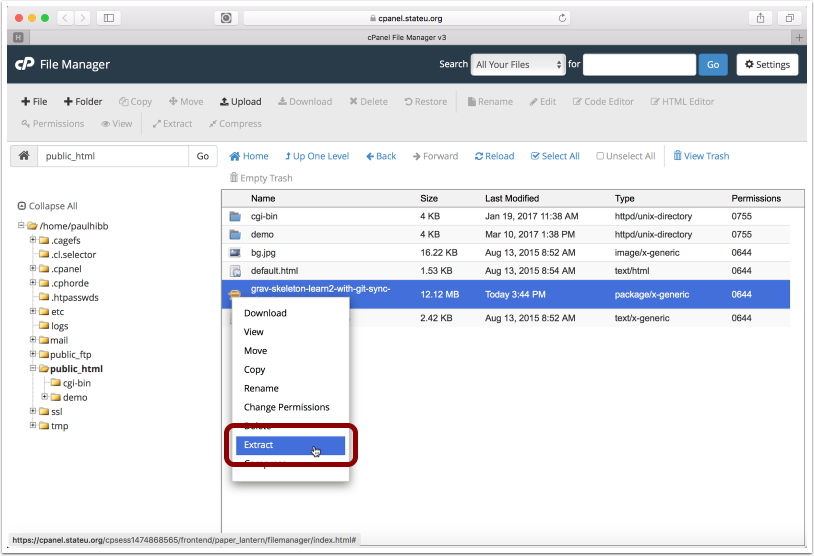 cpanel.stateu.org
H
cPanel File Manager v3
+
cP File Manager
Search All Your Files for Go Settings
File Folder Copy Move Upload Download Delete Restore Rename Edit Code Editor HTML Editor
Permissions View Extract Compress
public_html Go Home Up One Level Back Forward Reload Select All Unselect All View Trash
Empty Trash
Collapse All
/home/paulhibb
.cagefs
.cl.selector
.cpanel
.cphorde
.htpasswds
etc
logs
mail
public_ftp
public_html
cgi-bin
demo
ssl
tmp
Name Size Last Modified Type Permissions
cgi-bin 4 KB Jan 19, 2017 11:38 AM httpd/unix-directory 0755
demo 4 KB Mar 10, 2017 1:38 PM httpd/unix-directory 0755
bg.jpg 16.22 KB Aug 13, 2015 8:52 AM image/x-generic 0644
default.html 1.53 KB Aug 13, 2015 8:54 AM text/html 0644
grav-skeleton-learn2-with-git-sync-
12.12 MB Today 3:44 PM package/x-generic 0644
2.42 KB Aug 13, 2015 8:52 AM text/x-generic 0644
Download
View
Move
Copy
Rename
Change Permissions
Delete
Extract
Compress
https://cpanel.stateu.org/cpsess1474868565/frontend/paper_lantern/filemanager/index.html#